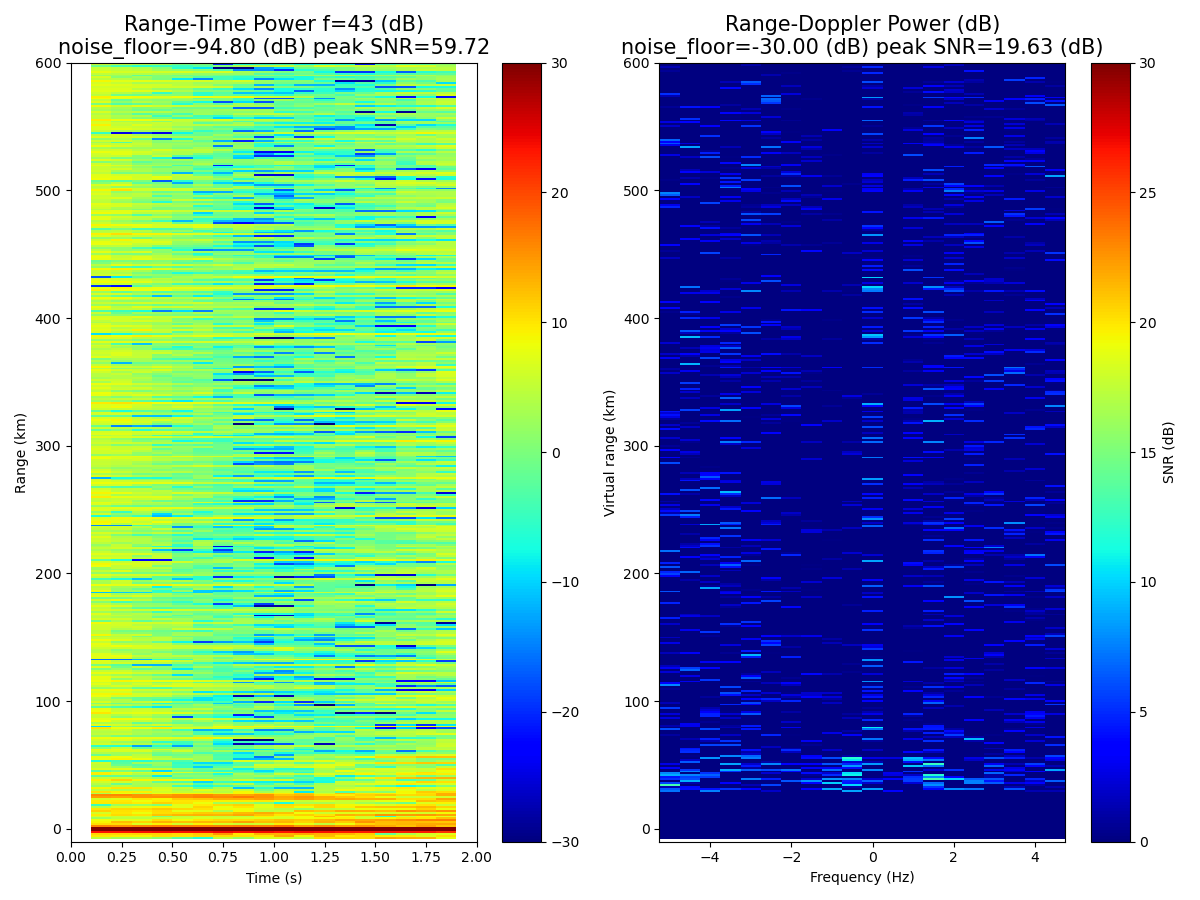 Range-Time Power f=43 (dB)
noise_floor=-94.80 (dB) peak SNR=59.72
600
500
400
300
200
100
0
Range (km)
0.00 0.25 0.50 0.75 1.00 1.25 1.50 1.75 2.00
Time (s)
30
20
10
0
−10
−20
−30
Range-Doppler Power (dB)
noise_floor=-30.00 (dB) peak SNR=19.63 (dB)
600
500
400
300
200
100
0
Virtual range (km)
−4 −2 0 2 4
Frequency (Hz)
30
25
20
15
10
5
0
SNR (dB)